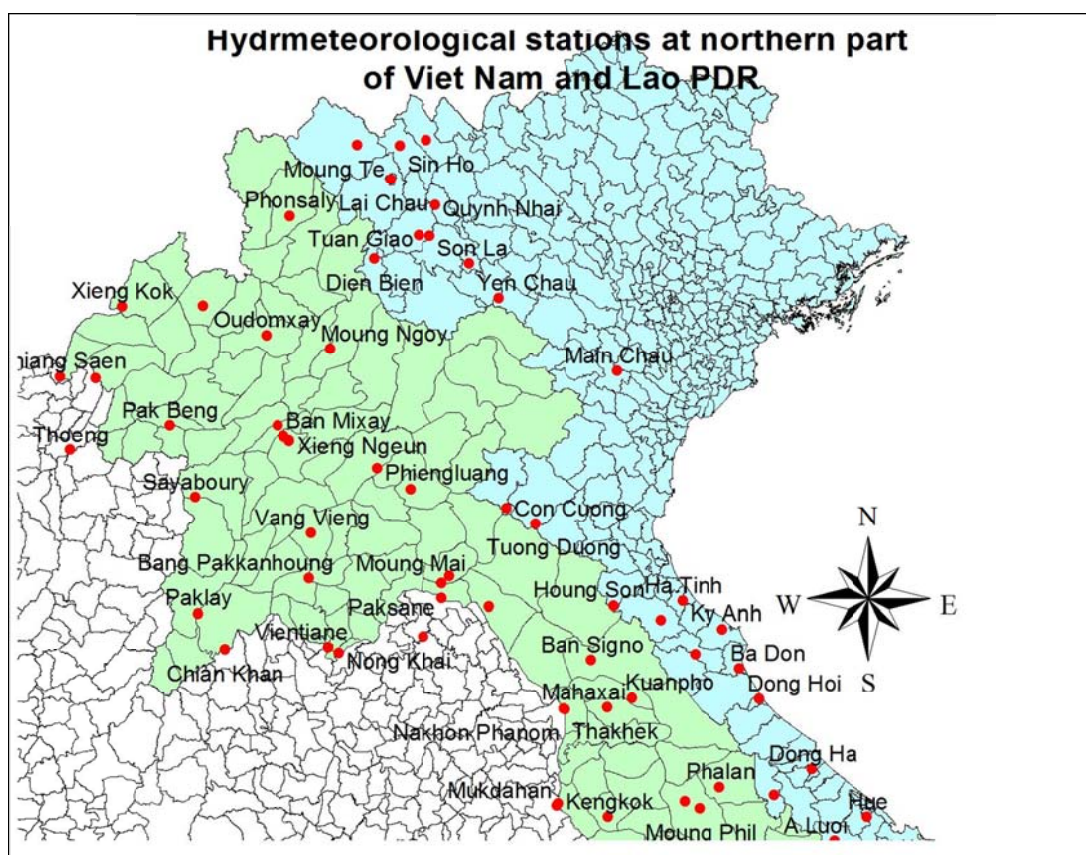 Hydrmeteorological stations at northern part
of Viet Nam and Lao PDR
Moung Te
Sin Ho
Phonsaly
Lai Chau
Quynh Nhai
Tuan Giao
Son La
Dien Bien
Yen Chau
Xieng Kok
Oudomxay
Moung Ngoy
Main Chau
Saen
Pak Beng
Ban Mixay
Thoeng
Xieng Ngeun
Phiengluang
Sayaboury
Con Cuong
Vang Vieng
Tuong Duong
N
Bang Pakkanhoung
Moung Mai
Houng Son
Ha Tinh
W
E
Paklay
Paksane
Ky Anh
Vientiane
Ban Signo
Ba Don
Chian Khan
Nong Khai
Kuanpho
Dong Hoi
S
Mahaxai
Nakhon Phanom
Thakhek
Dong Ha
Phalan
Mukdahan
Kengkok
Hue
Moung Phil
A Luoi